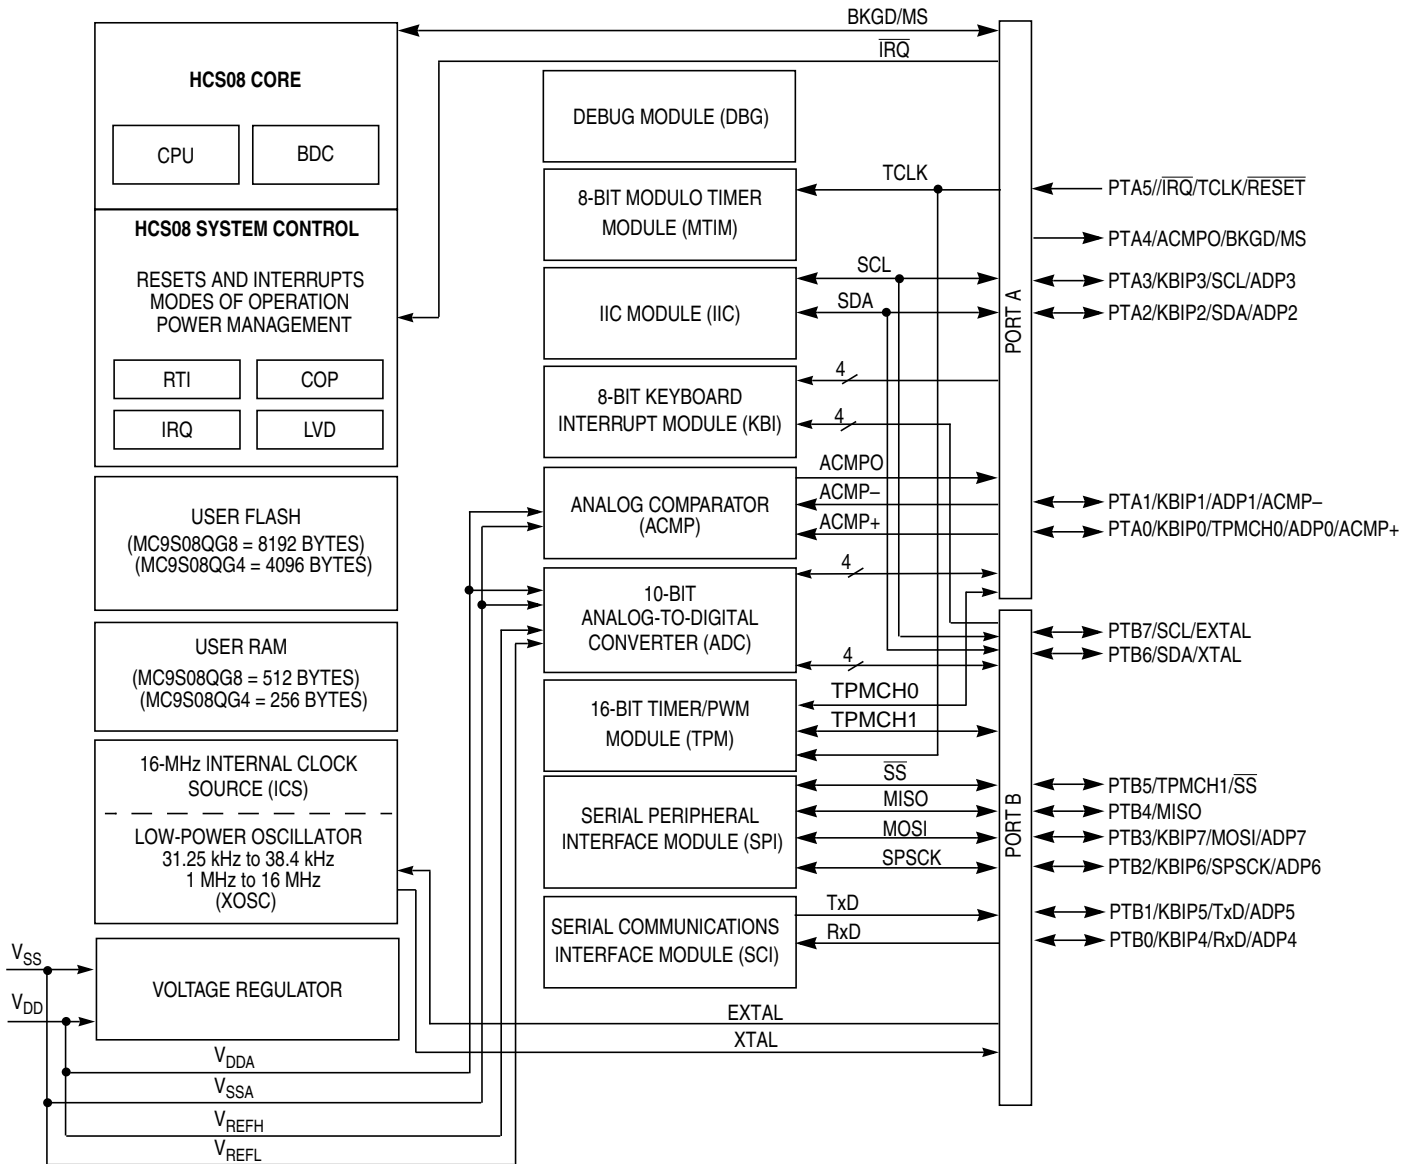 BKGD/MS
IRQ
HCS08 CORE
CPU
BDC
HCS08 SYSTEM CONTROL
RESETS AND INTERRUPTS
MODES OF OPERATION
POWER MANAGEMENT
RTI
COP
IRQ
LVD
USER FLASH
(MC9S08QG8 = 8192 BYTES)
(MC9S08QG4 = 4096 BYTES)
USER RAM
(MC9S08QG8 = 512 BYTES)
(MC9S08QG4 = 256 BYTES)
16-MHz INTERNAL CLOCK
SOURCE (ICS)
LOW-POWER OSCILLATOR
31.25 kHz to 38.4 kHz
1 MHz to 16 MHz
(XOSC)
VSS
VDD
VOLTAGE REGULATOR
VDDA
VSSA
VREFH
VREFL
DEBUG MODULE (DBG)
8-BIT MODULO TIMER
MODULE (MTIM)
TCLK
IIC MODULE (IIC)
SCL
SDA
8-BIT KEYBOARD
INTERRUPT MODULE (KBI)
4
4
ANALOG COMPARATOR
(ACMP)
ACMPO
ACMP–
ACMP+
10-BIT
ANALOG-TO-DIGITAL
CONVERTER (ADC)
4
4
16-BIT TIMER/PWM
MODULE (TPM)
TPMCH0
TPMCH1
SERIAL PERIPHERAL
INTERFACE MODULE (SPI)
SS
MISO
MOSI
SPSCK
SERIAL COMMUNICATIONS
INTERFACE MODULE (SCI)
TxD
RxD
EXTAL
XTAL
PORT A
PTA5//IRQ/TCLK/RESET
PTA4/ACMPO/BKGD/MS
PTA3/KBIP3/SCL/ADP3
PTA2/KBIP2/SDA/ADP2
PTA1/KBIP1/ADP1/ACMP–
PTA0/KBIP0/TPMCH0/ADP0/ACMP+
PORT B
PTB7/SCL/EXTAL
PTB6/SDA/XTAL
PTB5/TPMCH1/SS
PTB4/MISO
PTB3/KBIP7/MOSI/ADP7
PTB2/KBIP6/SPSCK/ADP6
PTB1/KBIP5/TxD/ADP5
PTB0/KBIP4/RxD/ADP4